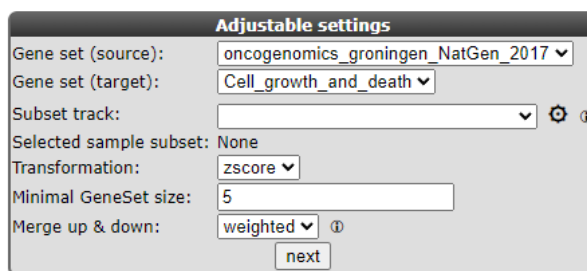 Adjustable settings
Gene set (source): oncogenomics_groningen_NatGen_2017
Gene set (target): Cell_growth_and_death
Subset track:
Selected sample subset: None
Transformation: zscore
Minimal GeneSet size: 5
Merge up & down: weighted
next